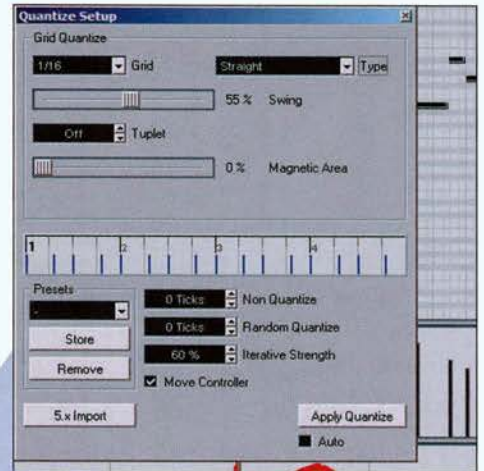 Quantize Setup
Grid Quantize
1/16 Grid Straight Type
55 % Swing
Off Tuplet
0 % Magnetic Area
1 2 3 4
Presets
-
0 Ticks Non Quantize
Store
0 Ticks Random Quantize
60 % Iterative Strength
Remove
Move Controller
5.x Import
Apply Quantize
Auto